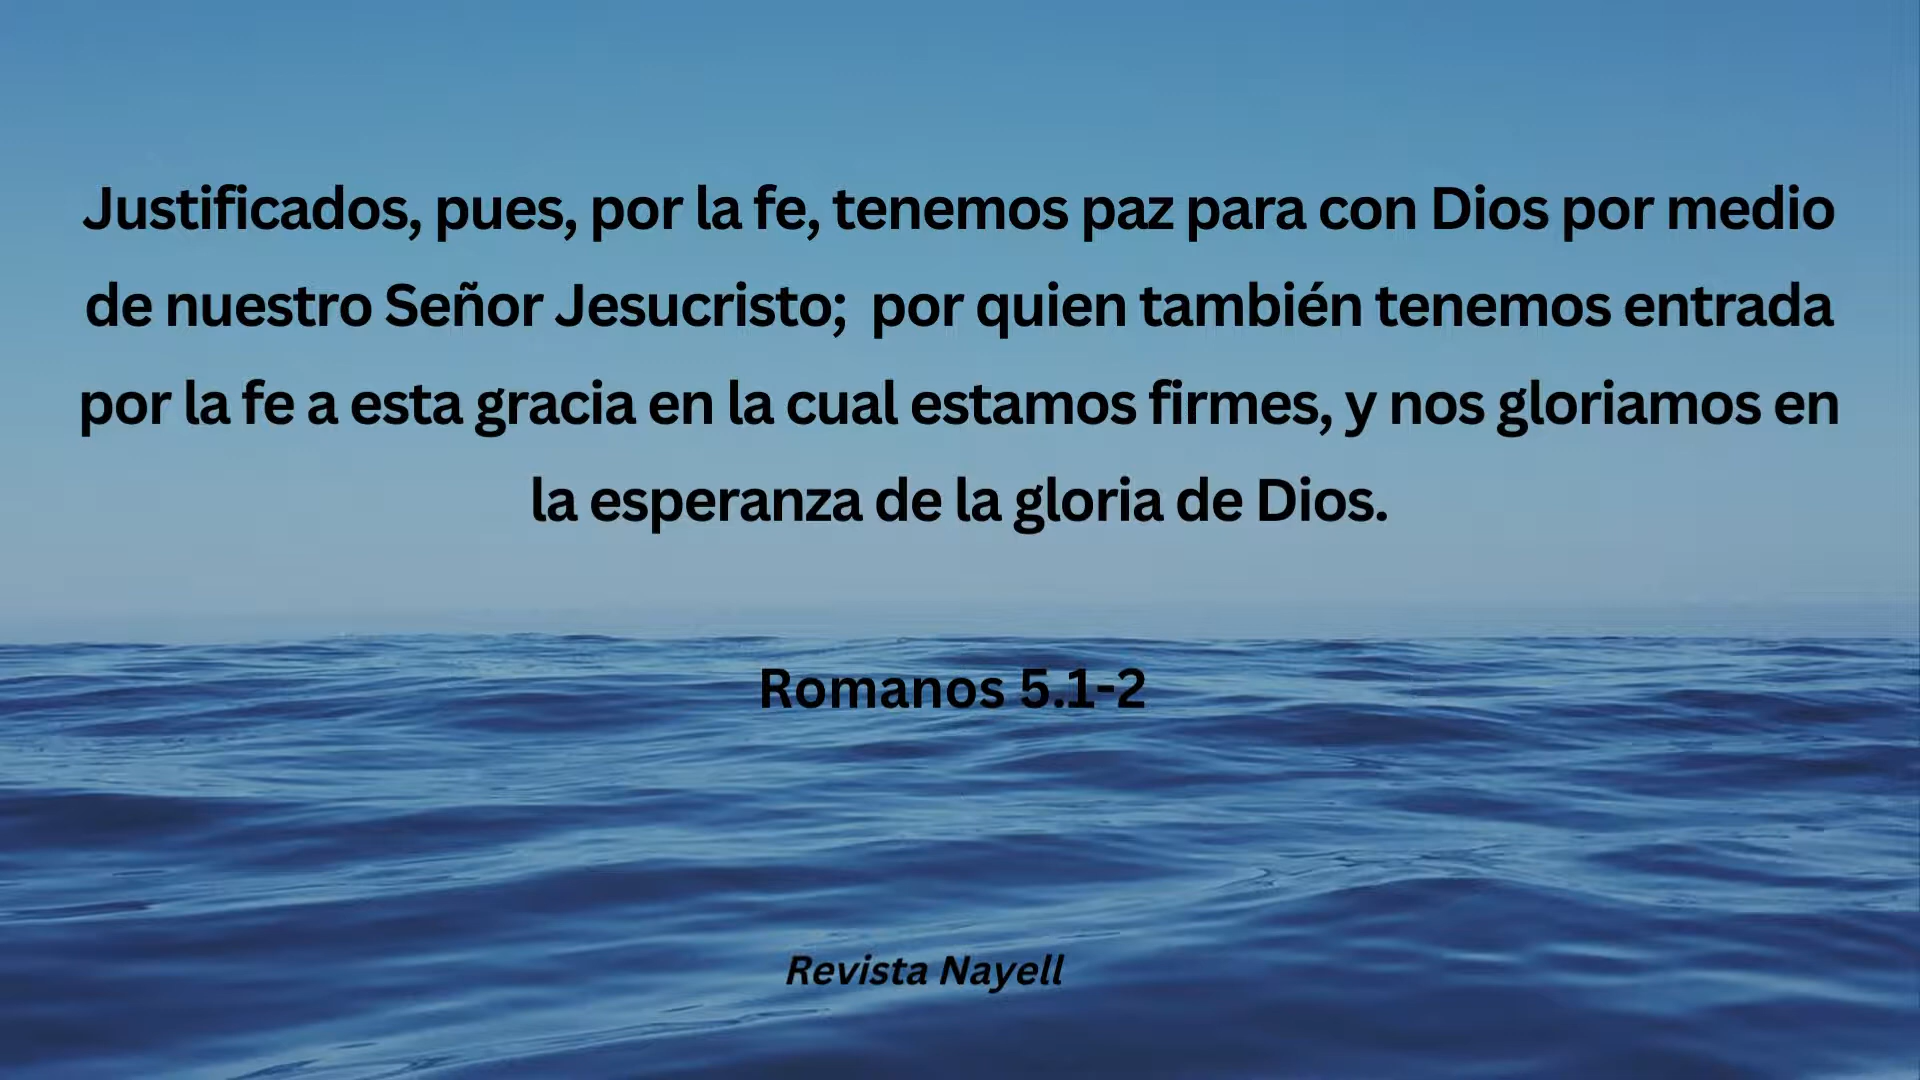 Justificados, pues, por la fe, tenemos paz para con Dios por medio
de nuestro Señor Jesucristo;  por quien también tenemos entrada
por la fe a esta gracia en la cual estamos firmes, y nos gloriamos en
la esperanza de la gloria de Dios.
Romanos 5.1-2
Revista Nayell